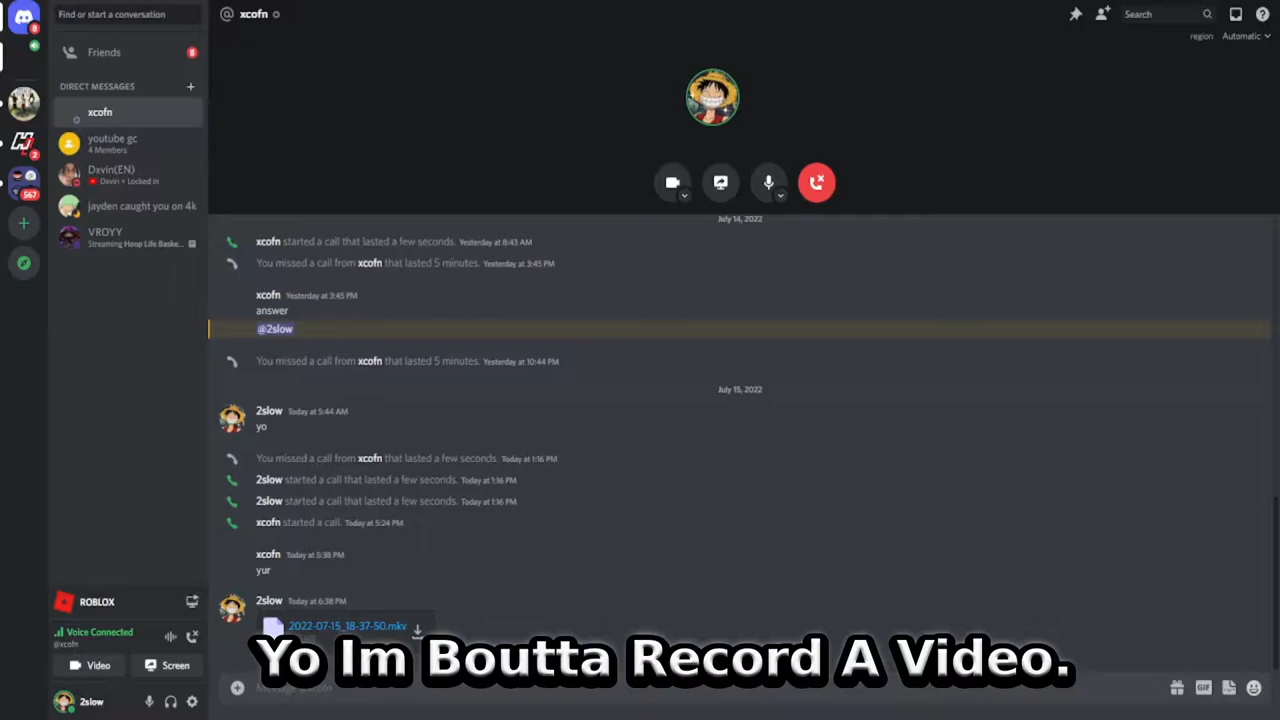 Find or start a conversation
Friends
8
DIRECT MESSAGES
xcofn
youtube gc
4 Members
Dxvin(EN)
Dxvin + Locked in
jayden caught you on 4k
VROYY
Streaming Hoop Life Baske...
8
2
567
ROBLOX
Voice Connected
@xcofn
Video
Screen
2slow
@ xcofn
Search
region
Automatic
July 14, 2022
xcofn started a call that lasted a few seconds. Yesterday at 8:43 AM
You missed a call from xcofn that lasted 5 minutes. Yesterday at 3:45 PM
xcofn Yesterday at 3:45 PM
answer
@2slow
You missed a call from xcofn that lasted 5 minutes. Yesterday at 10:44 PM
July 15, 2022
2slow Today at 5:44 AM
yo
You missed a call from xcofn that lasted a few seconds. Today at 1:16 PM
2slow started a call that lasted a few seconds. Today at 1:16 PM
2slow started a call that lasted a few seconds. Today at 1:16 PM
xcofn started a call. Today at 5:24 PM
xcofn Today at 5:38 PM
yur
2slow Today at 6:38 PM
2022-07-15_18-37-50.mkv
Yo Im Boutta Record A Video.
GIF